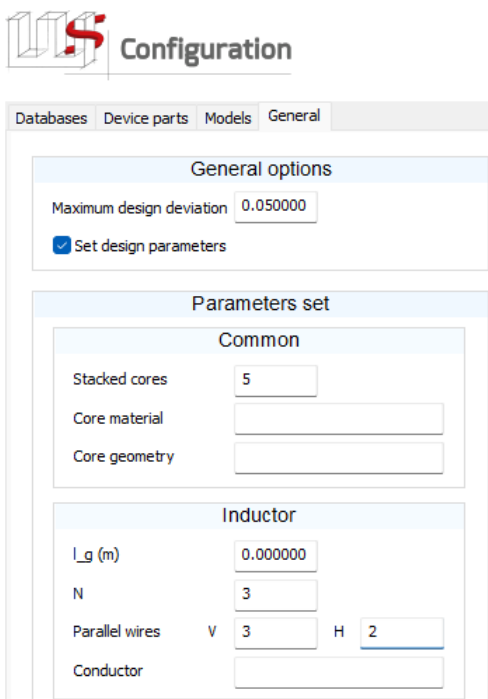 Configuration
Databases Device parts Models General
General options
Maximum design deviation 0.050000
Set design parameters
Parameters set
Common
Stacked cores 5
Core material
Core geometry
Inductor
l_g (m) 0.000000
N 3
Parallel wires V 3 H 2
Conductor